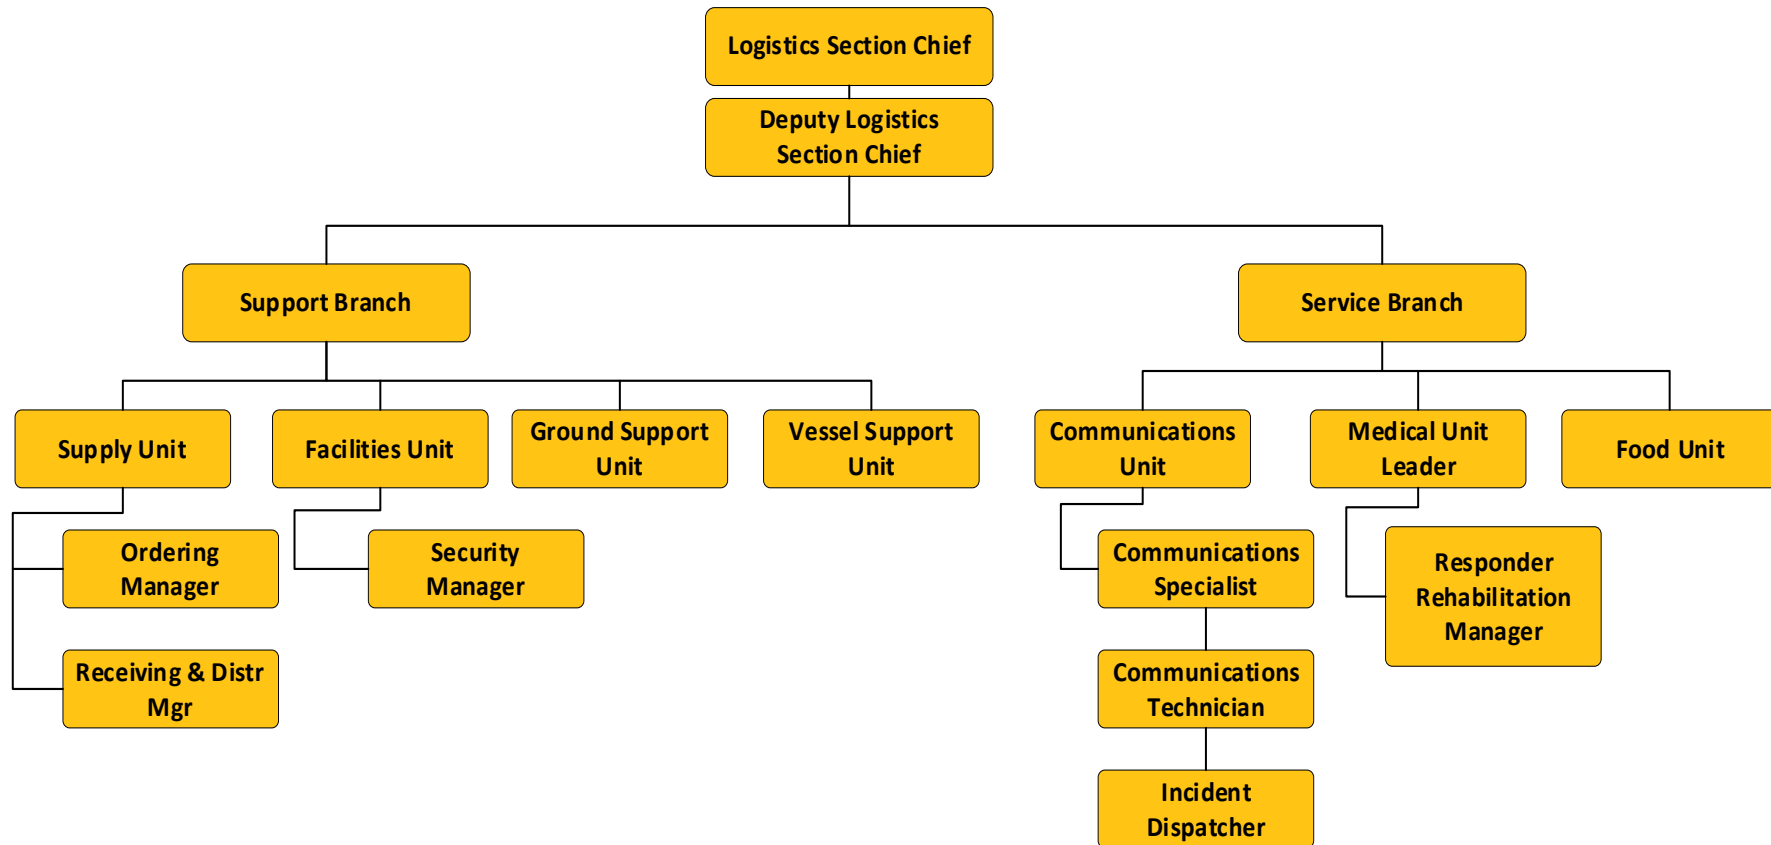 Logistics Section Chief
Deputy Logistics
Section Chief
Support Branch
Service Branch
Supply Unit
Facilities Unit
Ground Support
Unit
Vessel Support
Unit
Communications
Unit
Medical Unit
Leader
Food Unit
Ordering
Manager
Security
Manager
Communications
Specialist
Responder
Rehabilitation
Manager
Receiving & Distr
Mgr
Communications
Technician
Incident
Dispatcher